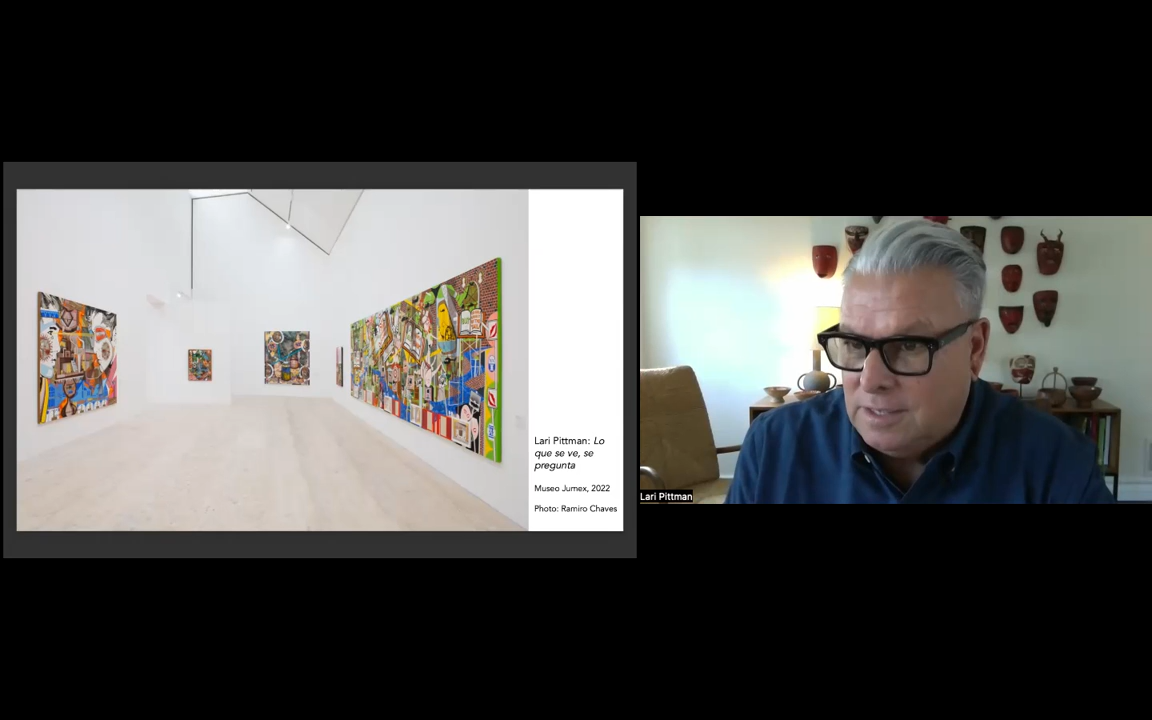 Lari Pittman: Lo
que se ve, se
pregunta
Museo Jumex, 2022
Photo: Ramiro Chaves
Lari Pittman